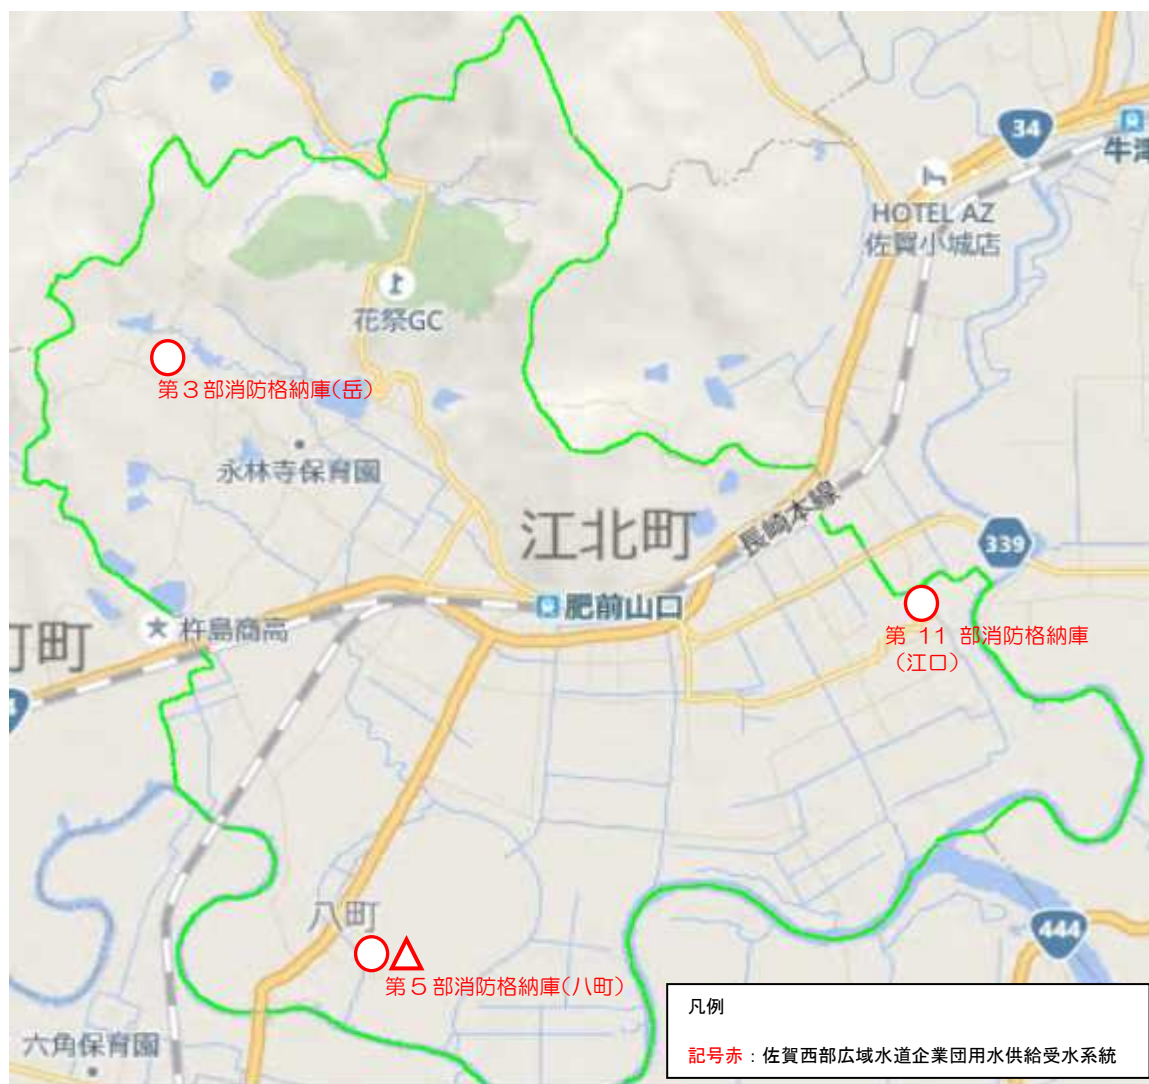 34
牛津
HOTEL AZ
佐賀小城店
花祭GC
第3部消防格納庫(岳)
永林寺保育園
江北町
長崎本線
339
肥前山口
杵島商高
町町
第 11 部消防格納庫
(江口)
八町
444
第5部消防格納庫(八町)
六角保育園
凡例
記号赤：佐賀西部広域水道企業団用水供給受水系統